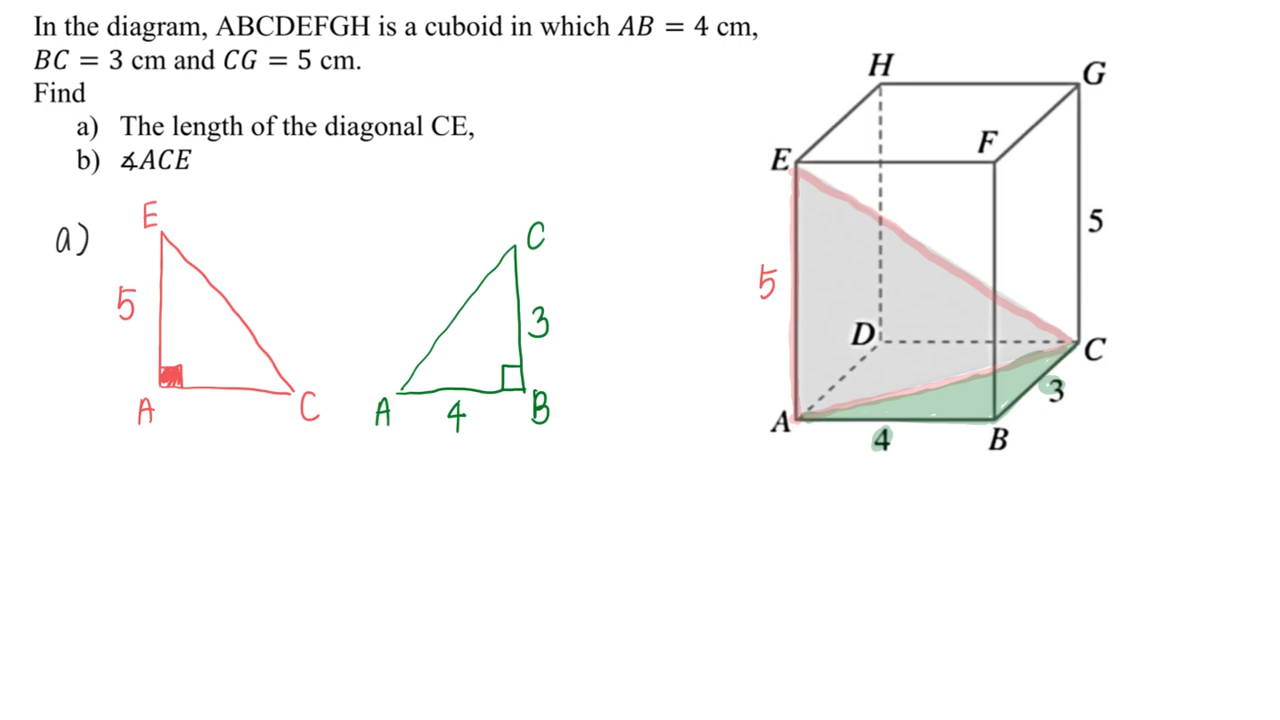 In the diagram, ABCDEFGH is a cuboid in which AB = 4 cm,
BC = 3 cm and CG = 5 cm.
Find
a) The length of the diagonal CE,
b) ∡ACE
a)
E
5
A
C
C
3
A
4
B
H
G
F
E
5
5
D
C
3
A
4
B